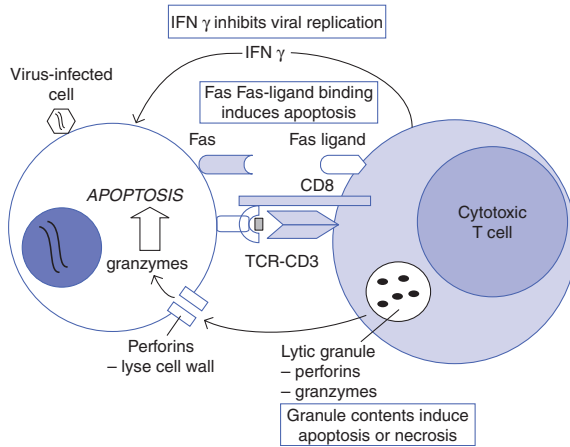 IFN γ inhibits viral replication
IFN γ
Virus-infected
cell
Fas Fas-ligand binding
induces apoptosis
Fas
Fas ligand
CD8
APOPTOSIS
Cytotoxic
T cell
granzymes
TCR-CD3
Perforins
– lyse cell wall
Lytic granule
– perforins
– granzymes
Granule contents induce
apoptosis or necrosis